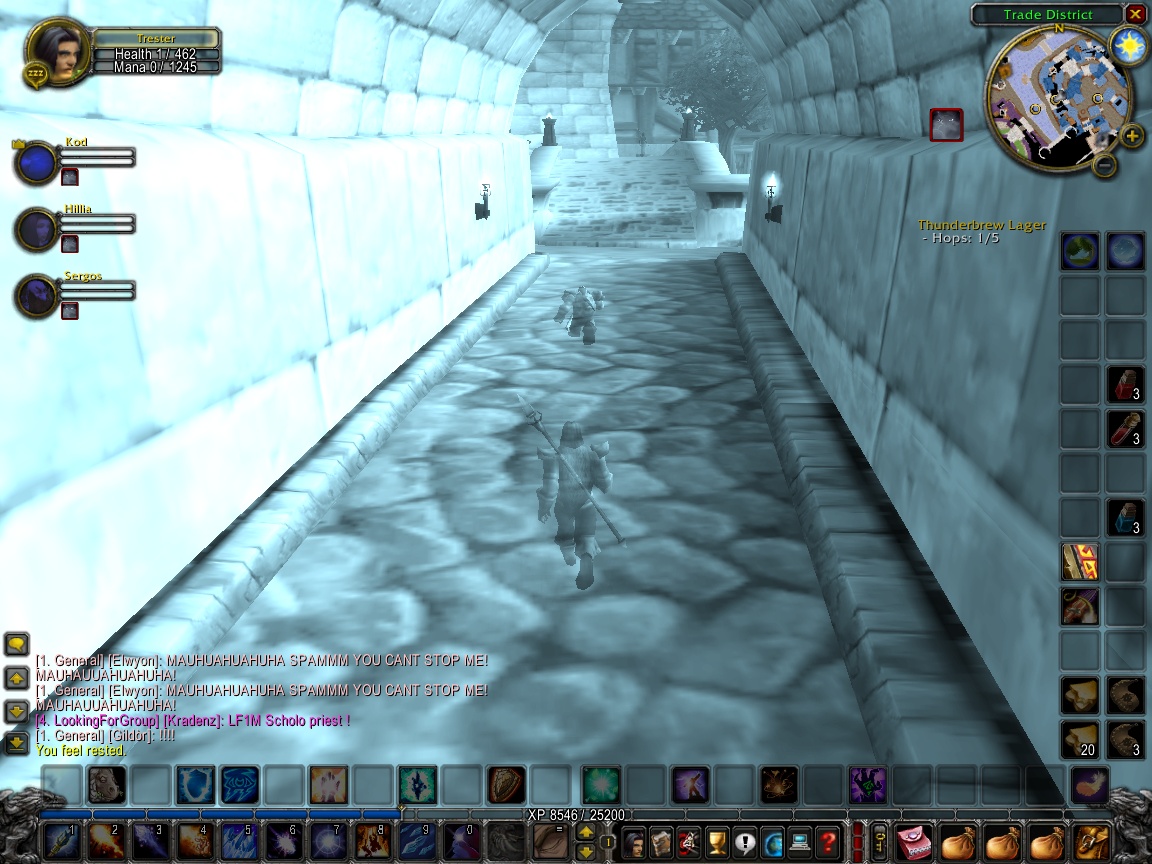 Trester
Health 1 / 462
Mana 0 / 1245
zzz
Trade District
N
Kod
Hillia
Sergos
Thunderbrew Lager
- Hops: 1/5
3
3
3
20
3
[1. General] [Elwyon]: MAUHUAHUAHUHA SPAMMM YOU CANT STOP ME!
MAUHAUUAHUAHUHA!
[1. General] [Elwyon]: MAUHUAHUAHUHA SPAMMM YOU CANT STOP ME!
MAUHAUUAHUAHUHA!
[4. LookingForGroup] [Kradenz]: LF1M Scholo priest !
[1. General] [Gildòr]: !!!!
You feel rested.
XP 8546 / 25200
1 2 3 4 5 6 7 8 9 0 - =
1